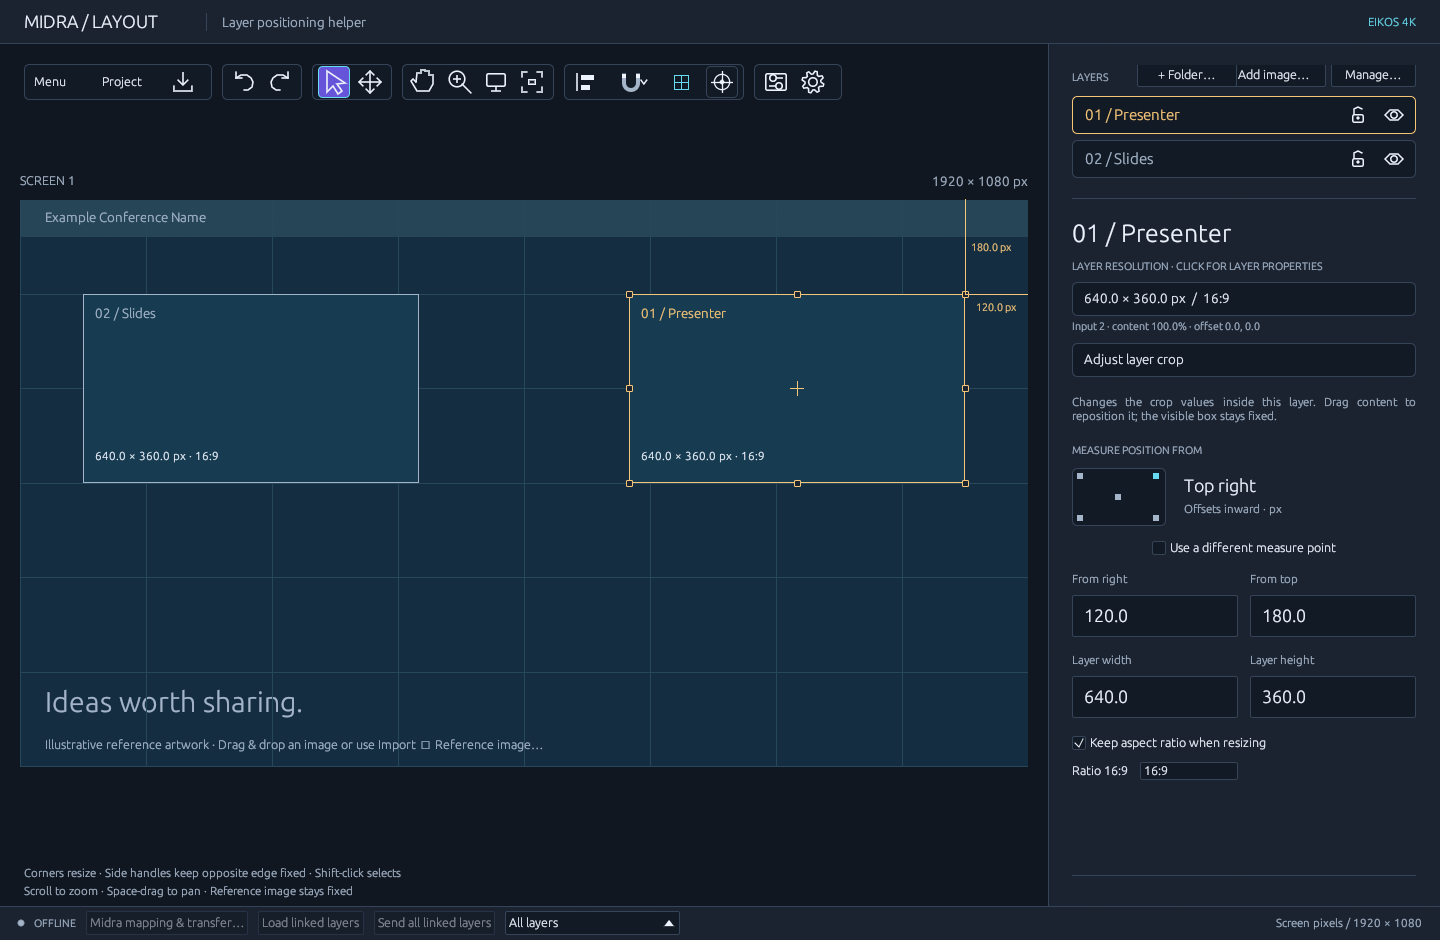 MIDRA / LAYOUT
Layer positioning helper
EIKOS 4K
Menu
Project
LAYERS
+ Folder…
Add image…
Manage…
01 / Presenter
02 / Slides
SCREEN 1
1920 × 1080 px
Example Conference Name
180.0 px
120.0 px
02 / Slides
640.0 × 360.0 px · 16:9
01 / Presenter
640.0 × 360.0 px · 16:9
Ideas worth sharing.
Illustrative reference artwork · Drag & drop an image or use Import □ Reference image…
01 / Presenter
LAYER RESOLUTION · CLICK FOR LAYER PROPERTIES
640.0 × 360.0 px / 16:9
Input 2 · content 100.0% · offset 0.0, 0.0
Adjust layer crop
Changes the crop values inside this layer. Drag content to
reposition it; the visible box stays fixed.
MEASURE POSITION FROM
Top right
Offsets inward · px
Use a different measure point
From right
From top
120.0
180.0
Layer width
Layer height
640.0
360.0
Keep aspect ratio when resizing
Ratio 16:9
16:9
Corners resize · Side handles keep opposite edge fixed · Shift-click selects
Scroll to zoom · Space-drag to pan · Reference image stays fixed
OFFLINE
Midra mapping & transfer…
Load linked layers
Send all linked layers
All layers
Screen pixels / 1920 × 1080